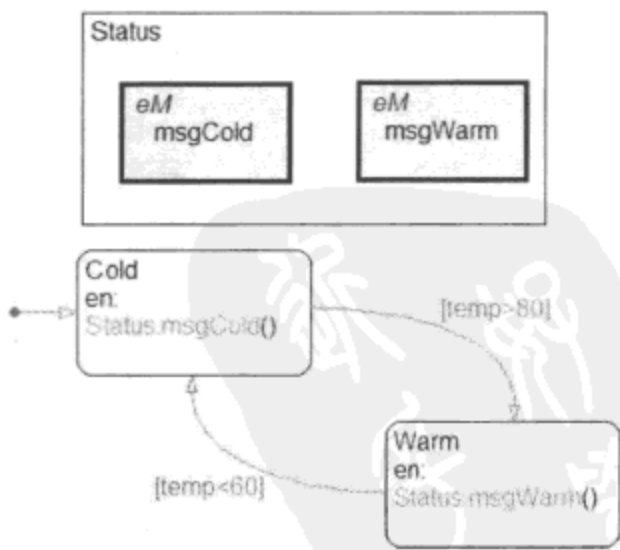 Status
eM
msgCold
eM
msgWarm
Cold
en:
Status.msgCold()
[temp>80]
Warm
en:
Status.msgWarm()
[temp<60]